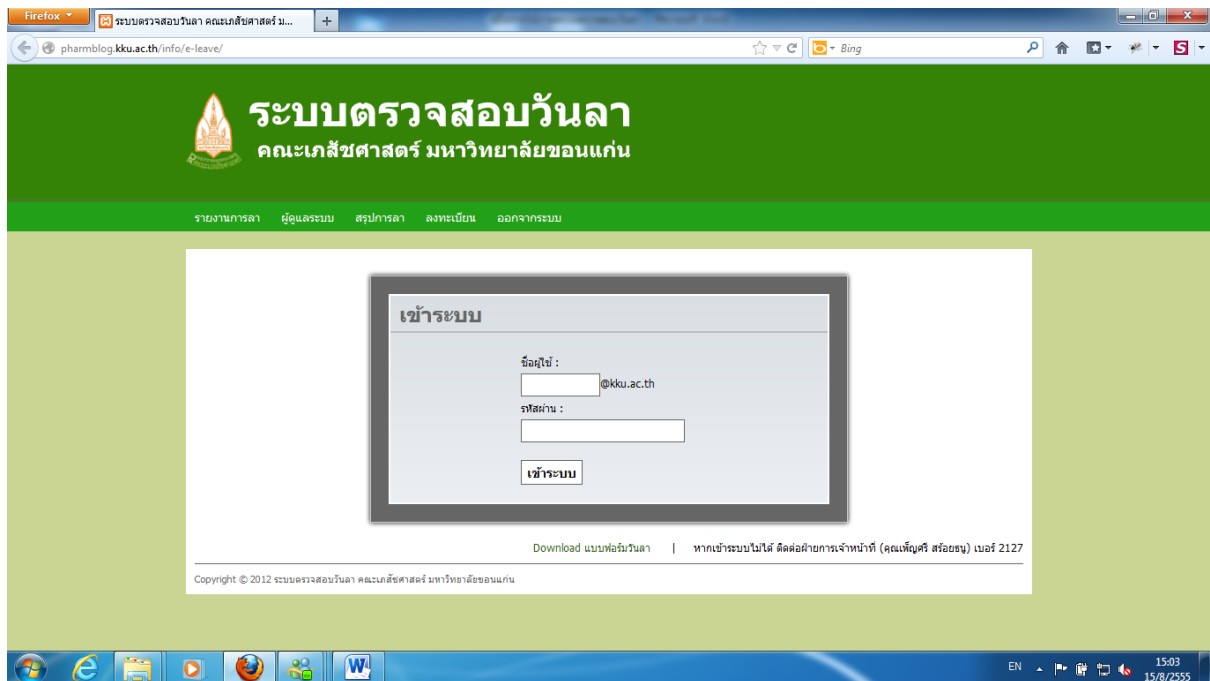 Firefox
ระบบตรวจสอบวันลา คณะเภสัชศาสตร์ ม...
pharmblog.kku.ac.th/info/e-leave/
Bing
ระบบตรวจสอบวันลา
คณะเภสัชศาสตร์ มหาวิทยาลัยขอนแก่น
รายงานการลา ผู้ดูแลระบบ สรุปการลา ลงทะเบียน ออกจากระบบ
เข้าระบบ
ชื่อผู้ใช้ :
@kku.ac.th
รหัสผ่าน :
เข้าระบบ
Download แบบฟอร์มวันลา | หากเข้าระบบไม่ได้ ติดต่อฝ่ายการเจ้าหน้าที่ (คุณเพ็ญศรี สร้อยธนู) เบอร์ 2127
Copyright © 2012 ระบบตรวจสอบวันลา คณะเภสัชศาสตร์ มหาวิทยาลัยขอนแก่น
EN
15:03
15/8/2555